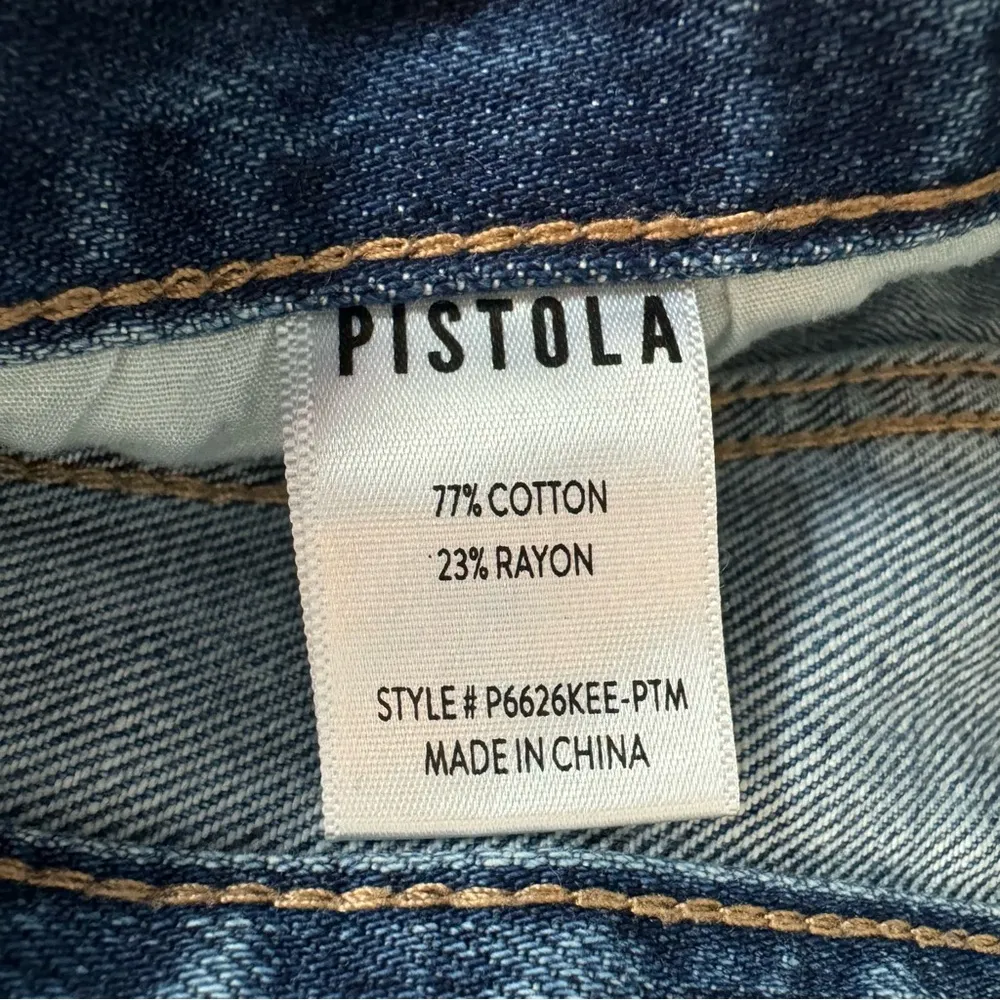 PISTOLA
77% COTTON
23% RAYON
STYLE # P6626KEE-PTM
MADE IN CHINA